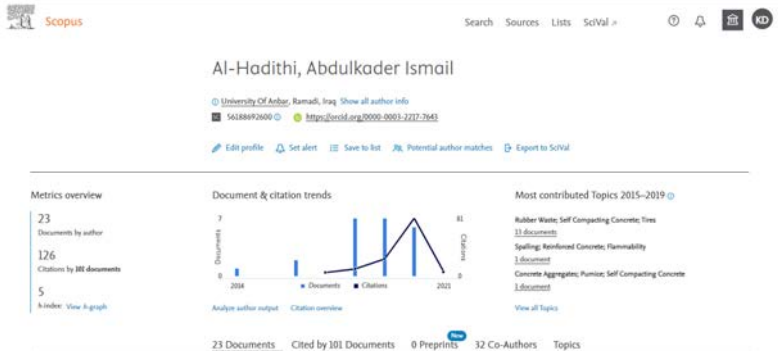 Scopus
Search Sources Lists SciVal ↗
KD
Al-Hadithi, Abdulkader Ismail
University Of Anbar, Ramadi, Iraq Show all author info
56188692600 https://orcid.org/0000-0003-2217-7643
Edit profile Set alert Save to list Potential author matches Export to SciVal
Metrics overview
23
Documents by author
126
Citations by 101 documents
5
h-index: View h-graph
Document & citation trends
7 81
Documents Citations
0 0
2014 2021
Documents Citations
Analyze author output Citation overview
Most contributed Topics 2015–2019
Rubber Waste; Self Compacting Concrete; Tires
13 documents
Spalling; Reinforced Concrete; Flammability
1 document
Concrete Aggregates; Pumice; Self Compacting Concrete
1 document
View all Topics
New
23 Documents Cited by 101 Documents 0 Preprints 32 Co-Authors Topics